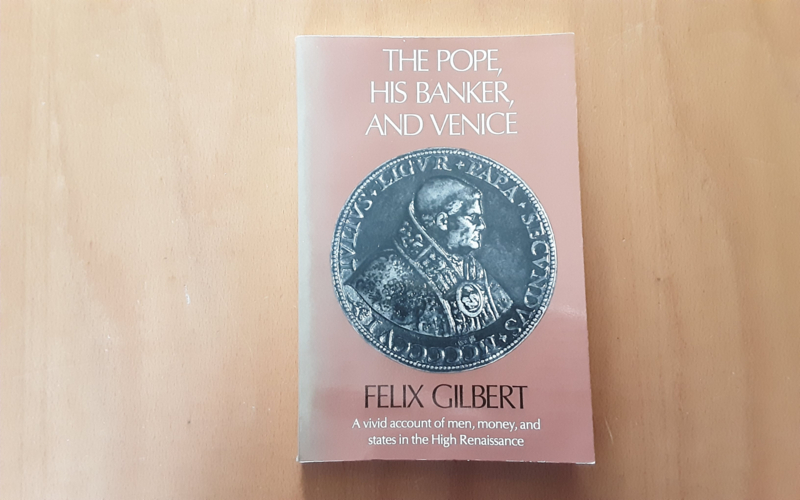 THE POPE,
HIS BANKER,
AND VENICE
IVLIVS · LIGVR · PAPA · SECVNDVS · MCCCCVI
FELIX GILBERT
A vivid account of men, money, and
states in the High Renaissance